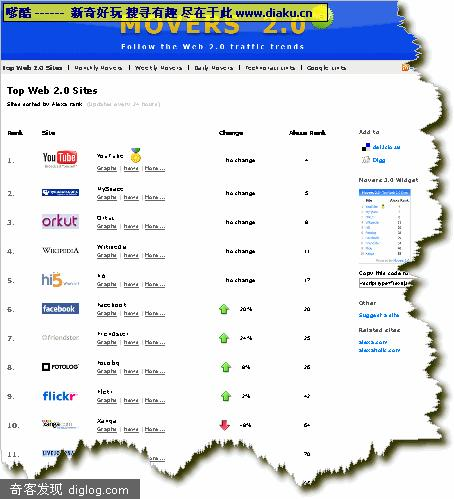 嗲酷 ------ 新奇好玩 搜寻有趣 尽在于此 www.diaku.cn
MOVERS 2.0
Follow the Web 2.0 traffic trends
Top Web 2.0 Sites | Monthly Movers | Weekly Movers | Daily Movers | Technorati Links | Google Links
Top Web 2.0 Sites
Sites sorted by Alexa rank (Updated every 24 hours)
Rank Site Change Alexa Rank Add to
del.icio.us
1. YouTube YouTube no change 4
Graphs | News | More... Digg
Movers 2.0 Widget
2. MySpace no change 5
Graphs | News | More...
3. orkut Orkut no change 8
Graphs | News | More...
4. WIKIPEDIA Wikipedia no change 11
Graphs | News | More...
Copy this code to
5. hi5 hi5 no change 17
Graphs | News | More...
Other
6. facebook Facebook 20% 20
Graphs | News | More... Suggest a site
Related sites
7. friendster Friendster 24% 25
Graphs | News | More... alexa.com
alexaholic.com
8. FOTOLOG Fotolog 8% 26
Graphs | News | More...
9. flickr Flickr 2% 42
Graphs | News | More...
10. Xanga.com Xanga 64
Graphs | News | More...
11. LIVEJOURNAL 70
奇客发现 diglog.com